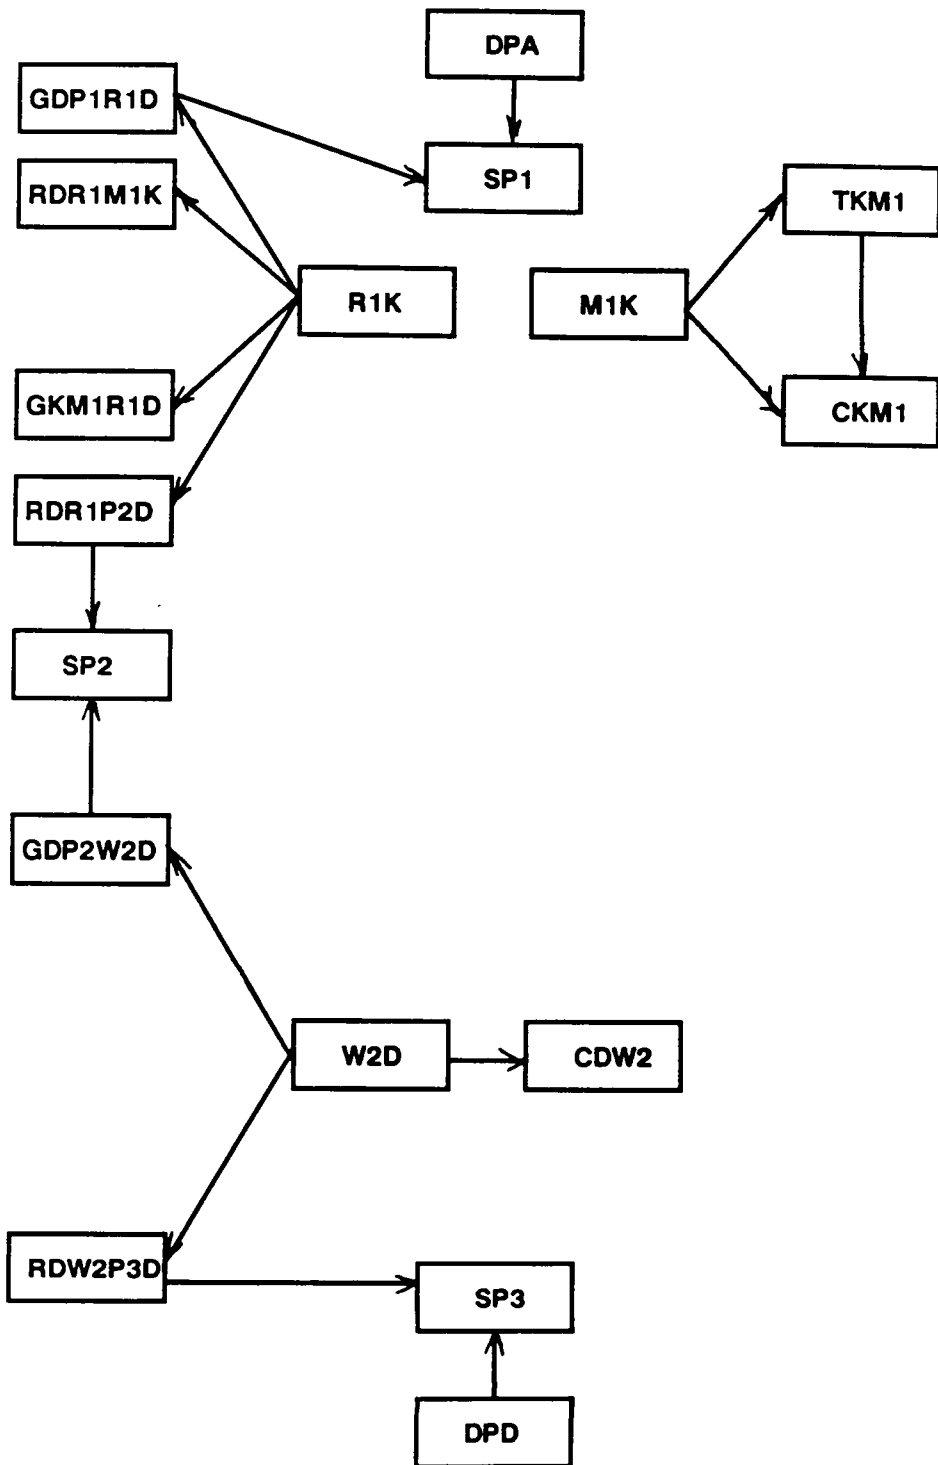 DPA
GDP1R1D
SP1
RDR1M1K
TKM1
R1K
M1K
GKM1R1D
CKM1
RDR1P2D
SP2
GDP2W2D
W2D
CDW2
RDW2P3D
SP3
DPD